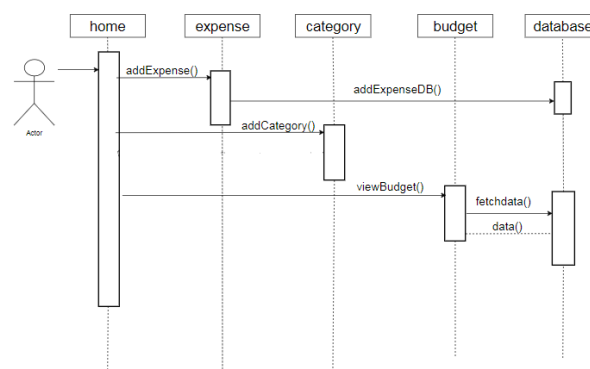 home
expense
category
budget
database
addExpense()
addExpenseDB()
addCategory()
viewBudget()
fetchdata()
data()
Actor